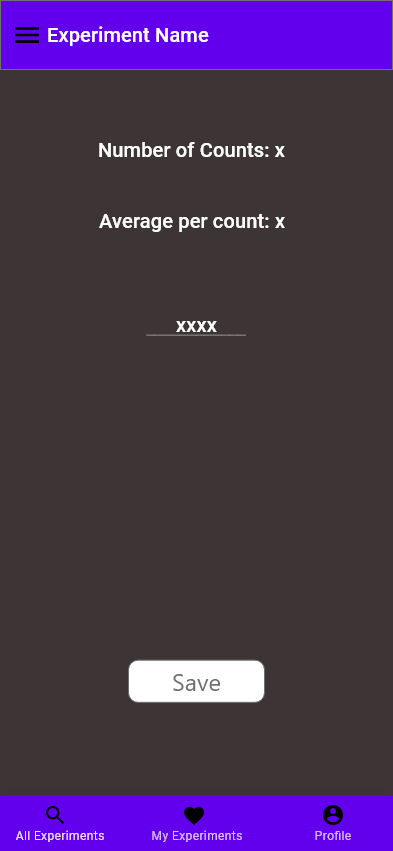 Experiment Name
Number of Counts: x
Average per count: x
xxxx
Save
All Experiments
My Experiments
Profile